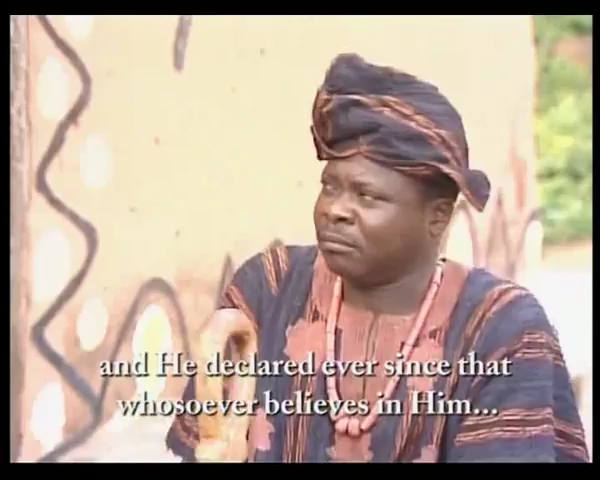 and He declared ever since that
whosoever believes in Him...